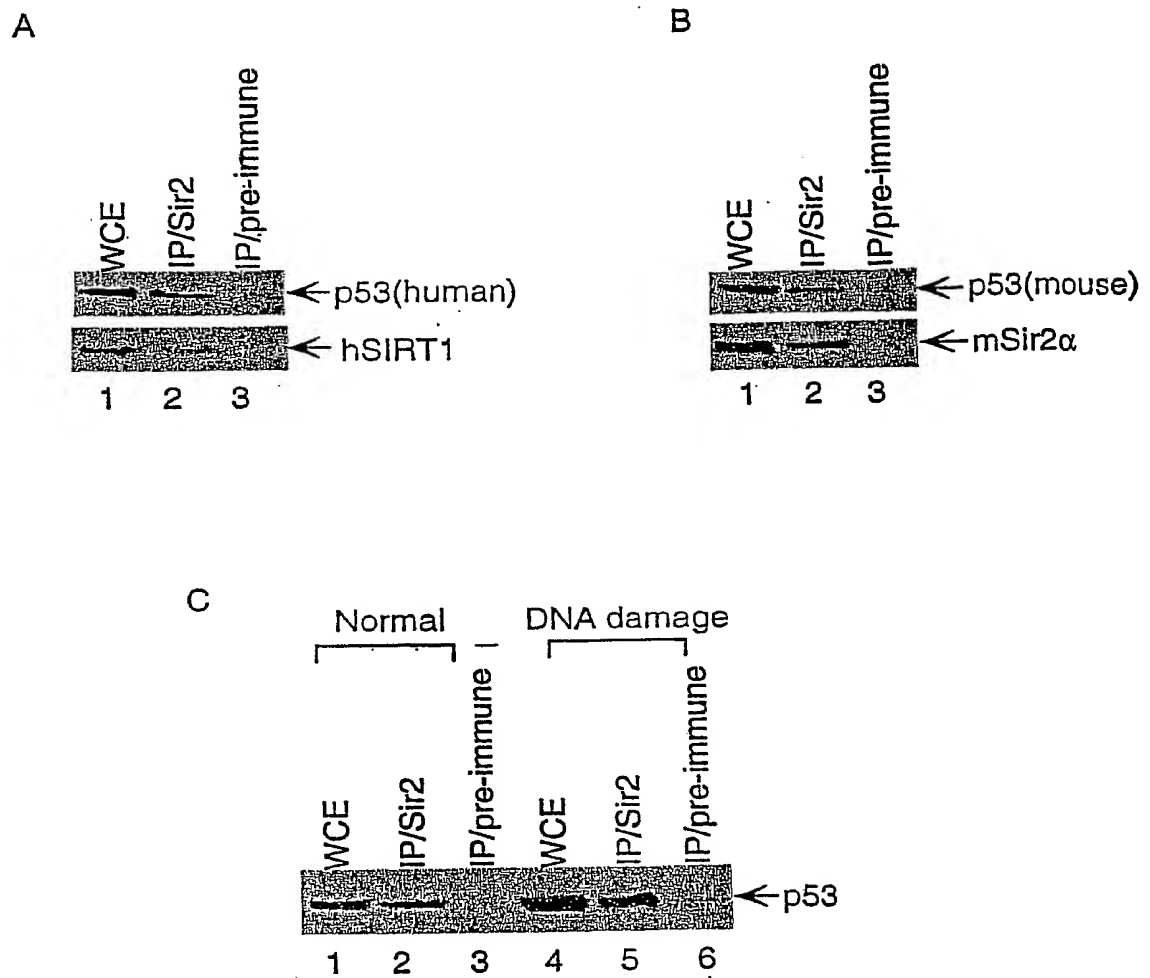 A
WCE
IP/Sir2
IP/pre-immune
p53(human)
hSIRT1
1 2 3
B
WCE
IP/Sir2
IP/pre-immune
p53(mouse)
mSir2α
1 2 3
C
Normal
DNA damage
WCE
IP/Sir2
IP/pre-immune
WCE
IP/Sir2
IP/pre-immune
p53
1 2 3 4 5 6